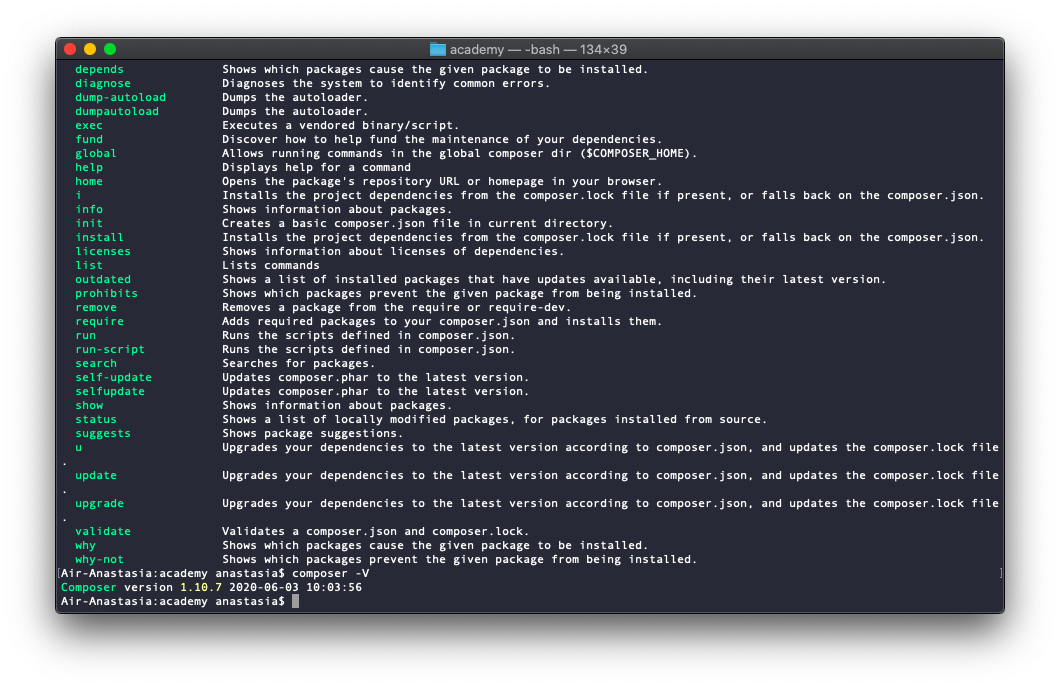 academy — -bash — 134×39
depends Shows which packages cause the given package to be installed.
diagnose Diagnoses the system to identify common errors.
dump-autoload Dumps the autoloader.
dumpautoload Dumps the autoloader.
exec Executes a vendored binary/script.
fund Discover how to help fund the maintenance of your dependencies.
global Allows running commands in the global composer dir ($COMPOSER_HOME).
help Displays help for a command
home Opens the package's repository URL or homepage in your browser.
i Installs the project dependencies from the composer.lock file if present, or falls back on the composer.json.
info Shows information about packages.
init Creates a basic composer.json file in current directory.
install Installs the project dependencies from the composer.lock file if present, or falls back on the composer.json.
licenses Shows information about licenses of dependencies.
list Lists commands
outdated Shows a list of installed packages that have updates available, including their latest version.
prohibits Shows which packages prevent the given package from being installed.
remove Removes a package from the require or require-dev.
require Adds required packages to your composer.json and installs them.
run Runs the scripts defined in composer.json.
run-script Runs the scripts defined in composer.json.
search Searches for packages.
self-update Updates composer.phar to the latest version.
selfupdate Updates composer.phar to the latest version.
show Shows information about packages.
status Shows a list of locally modified packages, for packages installed from source.
suggests Shows package suggestions.
u Upgrades your dependencies to the latest version according to composer.json, and updates the composer.lock file
.
update Upgrades your dependencies to the latest version according to composer.json, and updates the composer.lock file
.
upgrade Upgrades your dependencies to the latest version according to composer.json, and updates the composer.lock file
.
validate Validates a composer.json and composer.lock.
why Shows which packages cause the given package to be installed.
why-not Shows which packages prevent the given package from being installed.
[Air-Anastasia:academy anastasia$ composer -V ]
Composer version 1.10.7 2020-06-03 10:03:56
Air-Anastasia:academy anastasia$